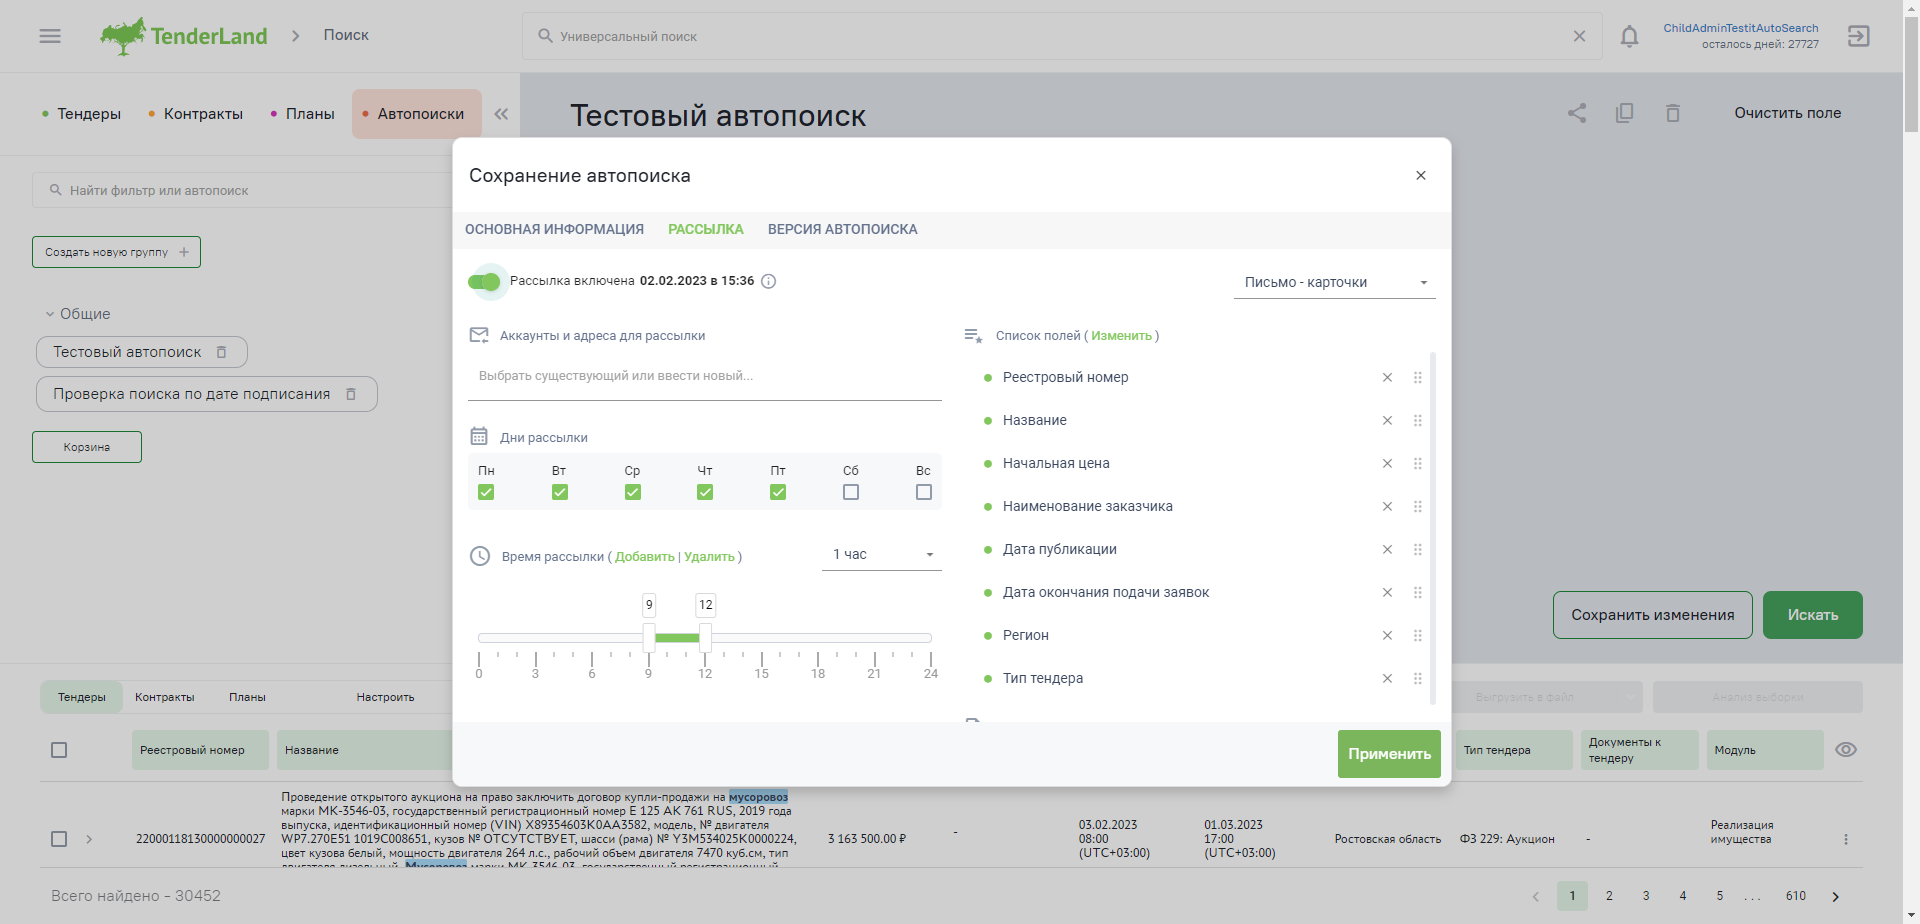 TenderLand
Поиск
Универсальный поиск
ChildAdminTestitAutoSearch
осталось дней: 27727
Тендеры
Контракты
Планы
Автопоиски
Тестовый автопоиск
Очистить поле
Найти фильтр или автопоиск
Создать новую группу
Общие
Тестовый автопоиск
Проверка поиска по дате подписания
Корзина
Сохранение автопоиска
ОСНОВНАЯ ИНФОРМАЦИЯ
РАССЫЛКА
ВЕРСИЯ АВТОПОИСКА
Рассылка включена 02.02.2023 в 15:36
Письмо - карточки
Аккаунты и адреса для рассылки
Выбрать существующий или ввести новый...
Дни рассылки
Пн Вт Ср Чт Пт Сб Вс
Время рассылки ( Добавить | Удалить )
1 час
9 12
0 3 6 9 12 15 18 21 24
Список полей ( Изменить )
Реестровый номер
Название
Начальная цена
Наименование заказчика
Дата публикации
Дата окончания подачи заявок
Регион
Тип тендера
Применить
Сохранить изменения
Искать
Тендеры
Контракты
Планы
Настроить
Выгрузить в файл
Анализ выборки
Реестровый номер
Название
Тип тендера
Документы к
тендеру
Модуль
22000118130000000027
Проведение открытого аукциона на право заключить договор купли-продажи на мусоровоз
марки МК-3546-03, государственный регистрационный номер Е 125 АК 761 RUS, 2019 года
выпуска, идентификационный номер (VIN) X89354603K0AA3582, модель, № двигателя
WP7.270E51 1019C008651, кузов № ОТСУТСТВУЕТ, шасси (рама) № Y3M534025K0000224,
цвет кузова белый, мощность двигателя 264 л.с., рабочий объем двигателя 7470 куб.см, тип
двигателя дизельный. Мусоровоз марки МК-3546-03, государственный регистрационный
3 163 500.00 ₽
-
03.02.2023
08:00
(UTC+03:00)
01.03.2023
17:00
(UTC+03:00)
Ростовская область
ФЗ 229: Аукцион
-
Реализация
имущества
Всего найдено - 30452
1 2 3 4 5 ... 610